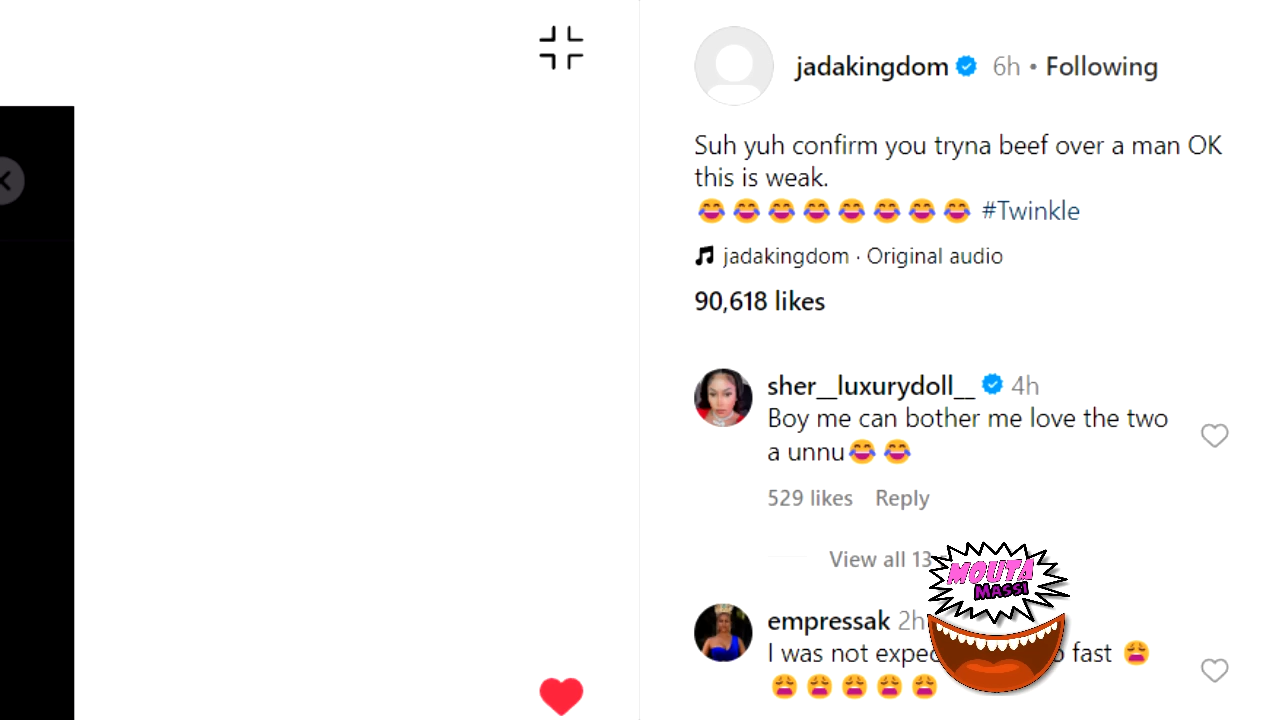 jadakingdom 6h • Following
Suh yuh confirm you tryna beef over a man OK
this is weak.
😂😂😂😂😂😂😂😂 #Twinkle
jadakingdom · Original audio
90,618 likes
sher__luxurydoll__ 4h
Boy me can bother me love the two
a unnu😂😂
529 likes Reply
View all 13
MOUTA
MASSI
empressak 2h
I was not fast 😩
😩😩😩😩😩